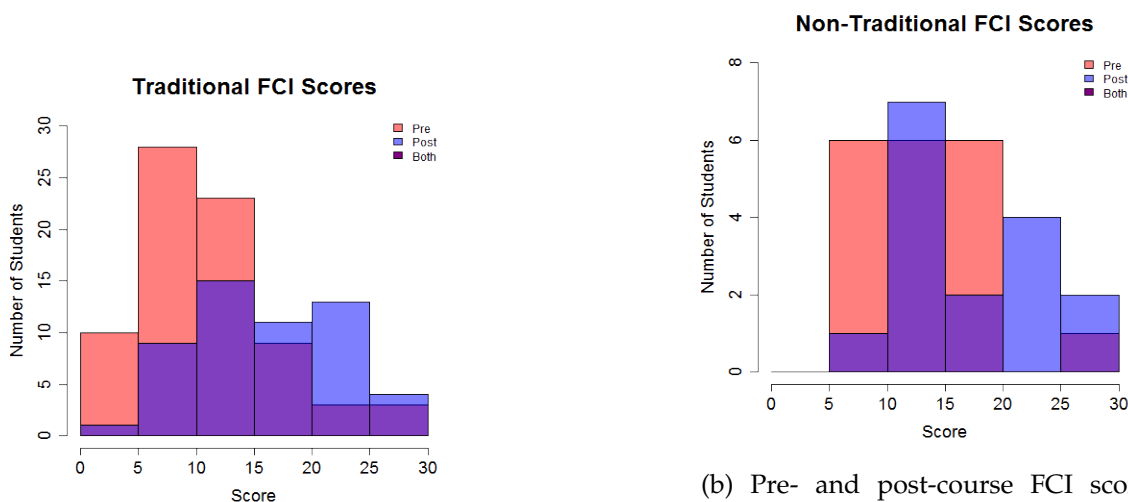 Traditional FCI Scores
Number of Students
30
25
20
15
10
5
0
Pre
Post
Both
0 5 10 15 20 25 30
Score
Non-Traditional FCI Scores
Number of Students
8
6
4
2
0
Pre
Post
Both
0 5 10 15 20 25 30
Score
(b) Pre- and post-course FCI sco